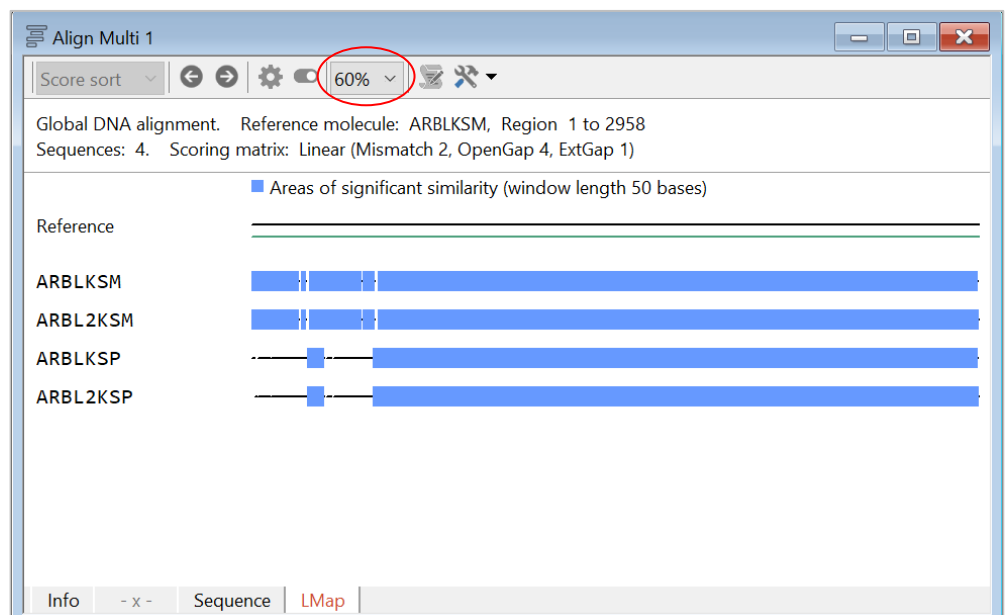 Align Multi 1
Score sort 60%
Global DNA alignment. Reference molecule: ARBLKSM, Region 1 to 2958
Sequences: 4. Scoring matrix: Linear (Mismatch 2, OpenGap 4, ExtGap 1)
Areas of significant similarity (window length 50 bases)
Reference
ARBLKSM
ARBL2KSM
ARBLKSP
ARBL2KSP
Info - x - Sequence LMap